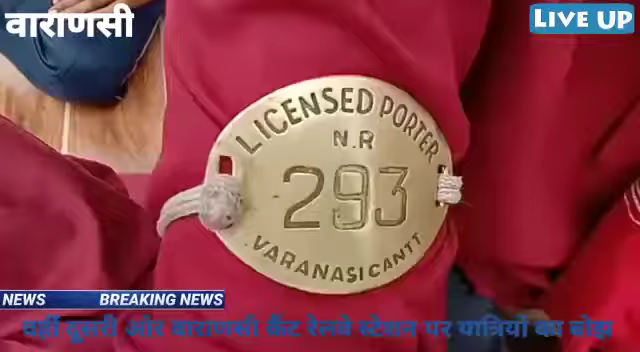 वाराणसी
LIVE UP
LICENSED PORTER
N.R
293
VARANASI CANTT.
NEWS BREAKING NEWS
वहीं दूसरी ओर वाराणसी कैंट रेलवे स्टेशन पर यात्रियों का बोझ